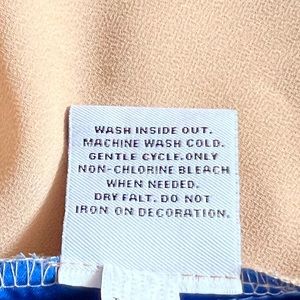 WASH INSIDE OUT.
MACHINE WASH COLD.
GENTLE CYCLE.ONLY
NON-CHLORINE BLEACH
WHEN NEEDED.
DRY FALT. DO NOT
IRON ON DECORATION.